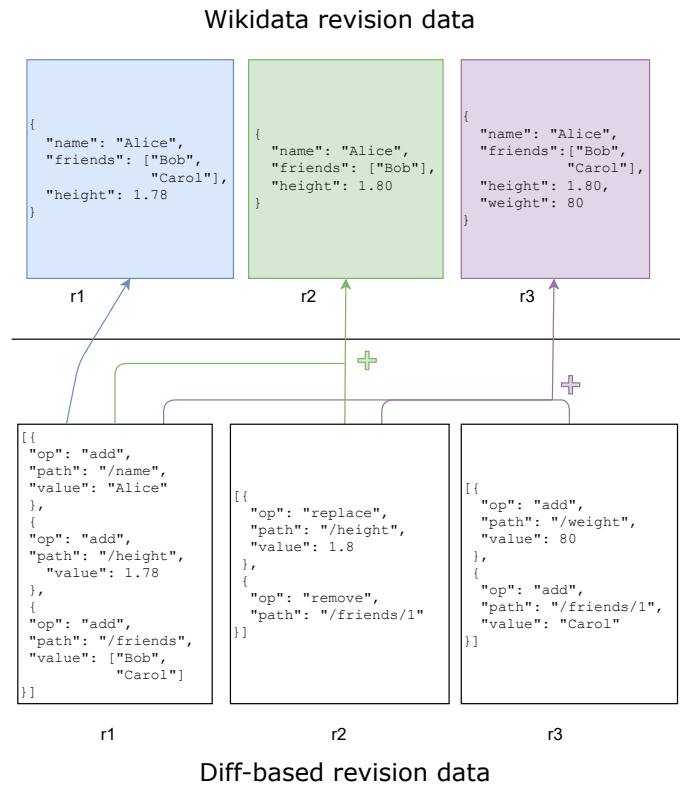 Wikidata revision data
{
  "name": "Alice",
  "friends": ["Bob",
              "Carol"],
  "height": 1.78
}
r1
{
  "name": "Alice",
  "friends": ["Bob"],
  "height": 1.80
}
r2
{
  "name": "Alice",
  "friends":["Bob",
             "Carol"],
  "height": 1.80,
  "weight": 80
}
r3
[{
 "op": "add",
 "path": "/name",
 "value": "Alice"
 },
 {
 "op": "add",
 "path": "/height",
   "value": 1.78
 },
 {
 "op": "add",
 "path": "/friends",
 "value": ["Bob",
            "Carol"]
}]
r1
[{
  "op": "replace",
  "path": "/height",
  "value": 1.8
 },
 {
  "op": "remove",
  "path": "/friends/1"
}]
r2
[{
  "op": "add",
  "path": "/weight",
  "value": 80
 },
 {
  "op": "add",
  "path": "/friends/1",
  "value": "Carol"
}]
r3
Diff-based revision data